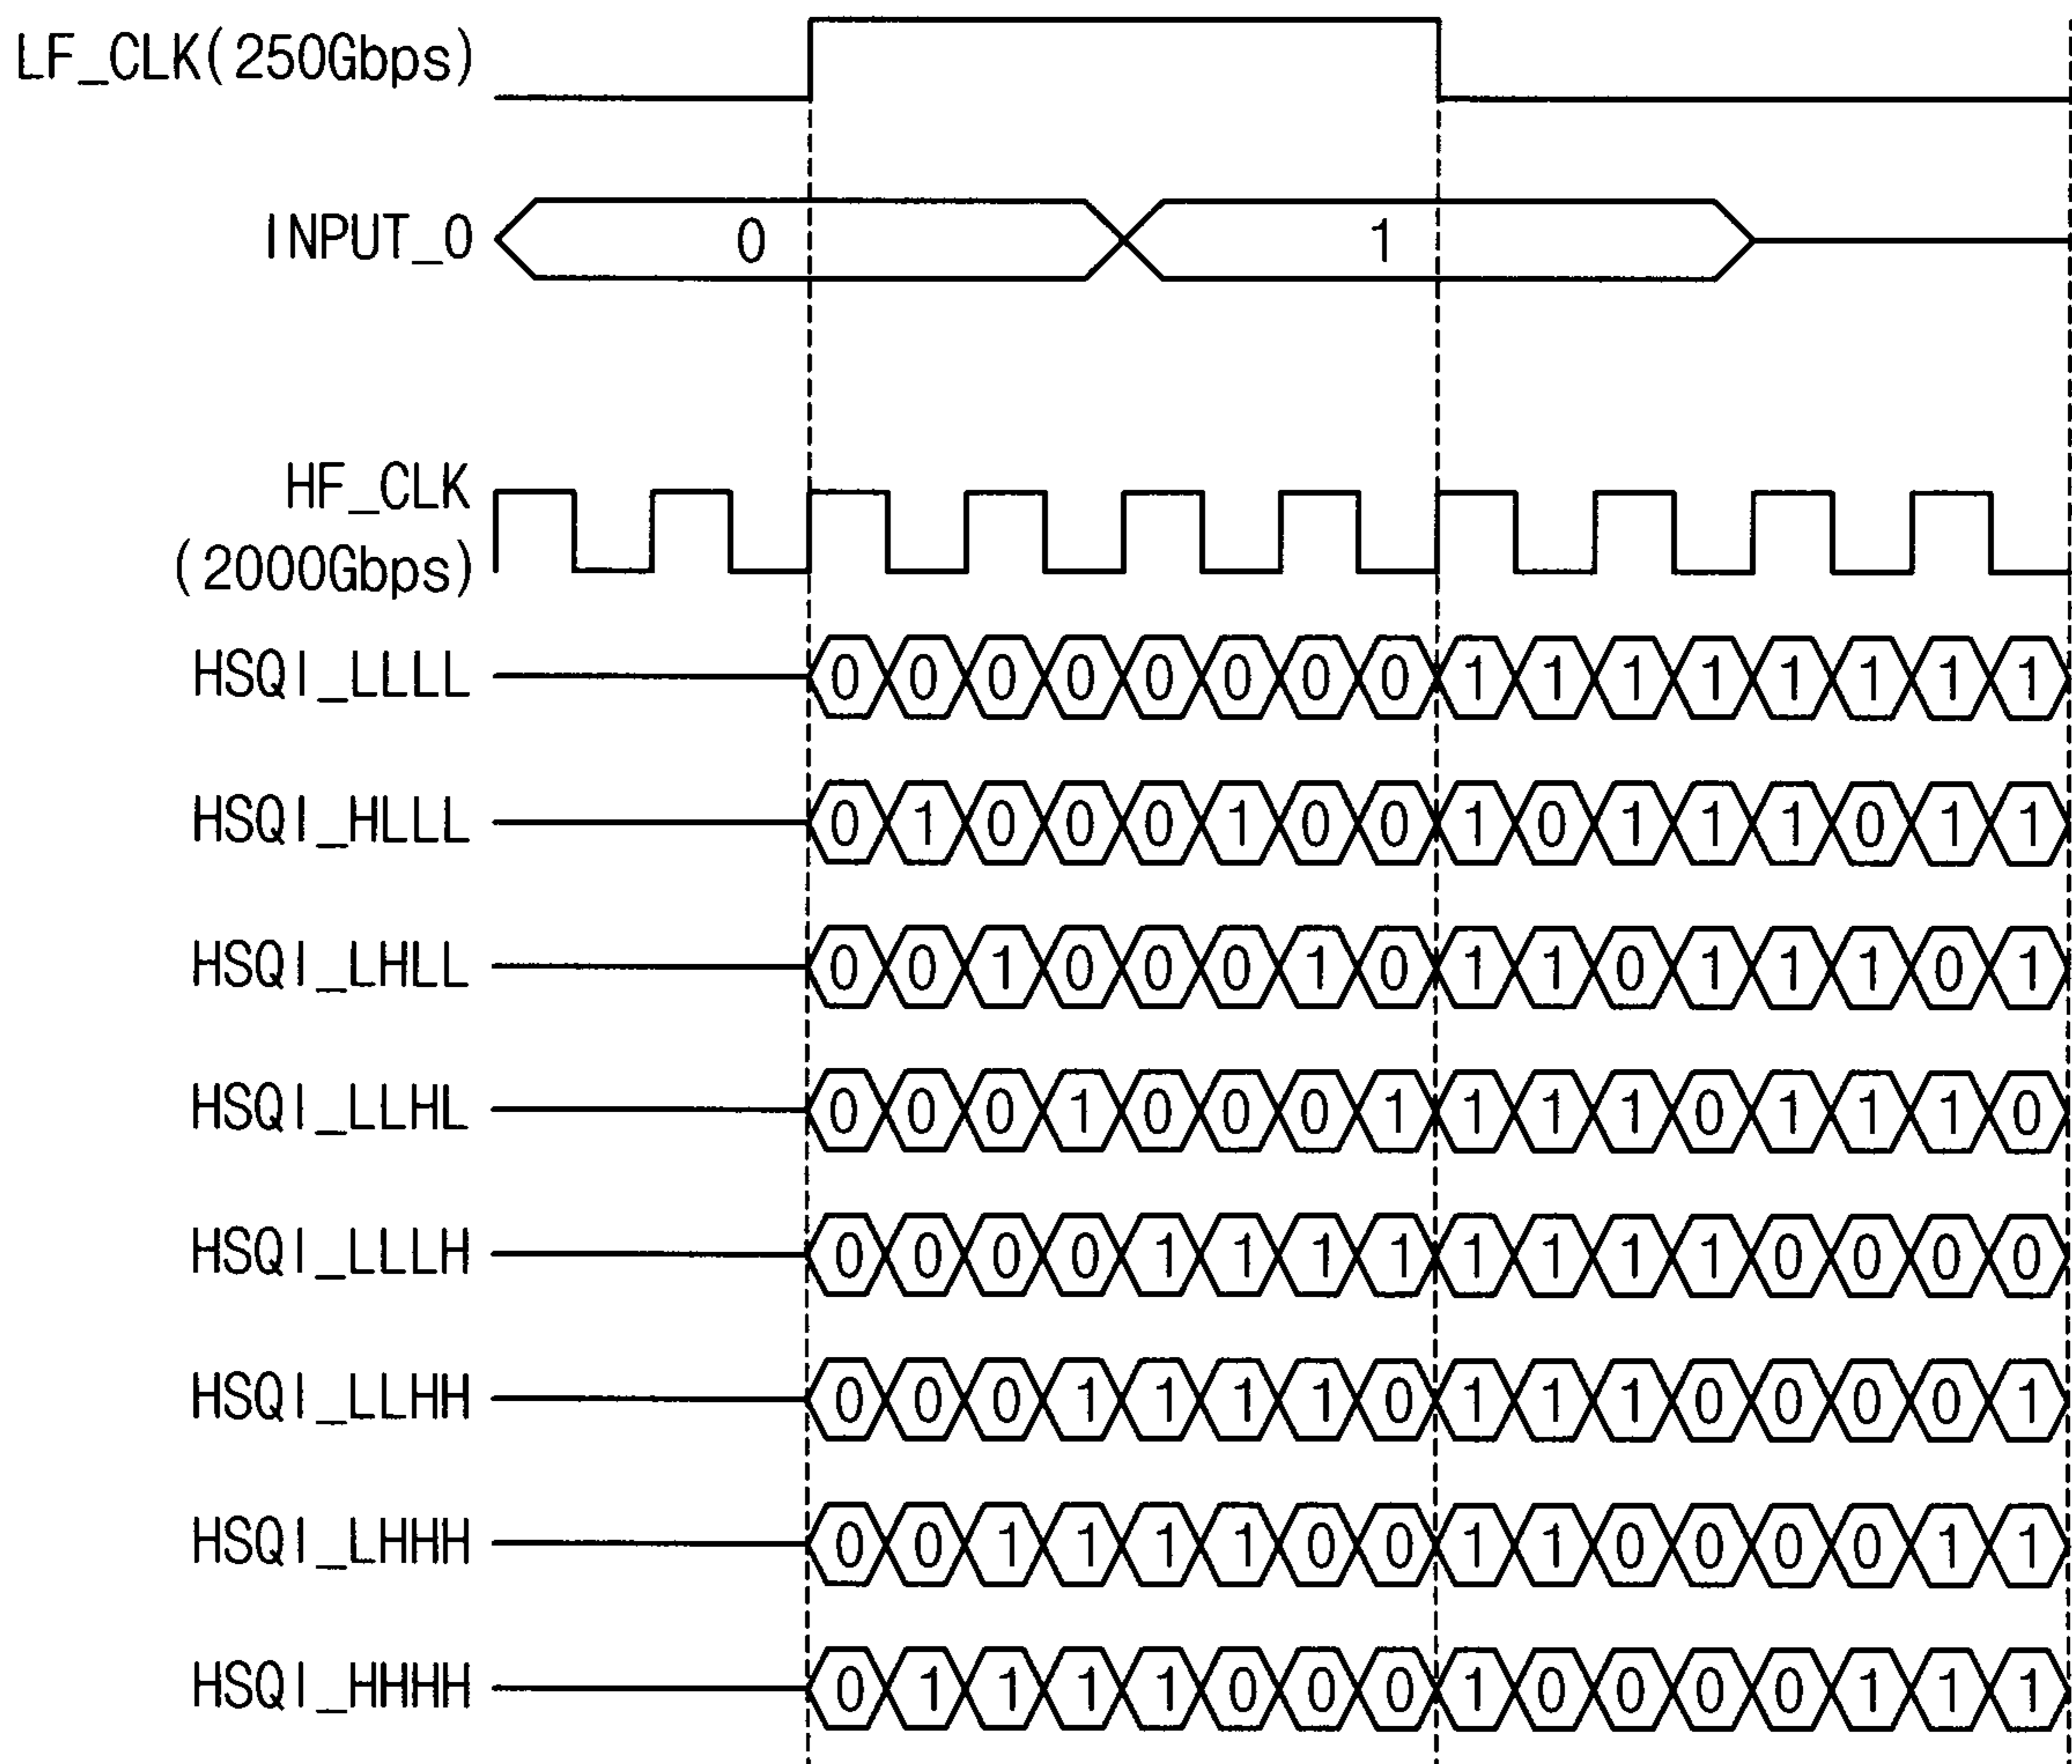 LF_CLK(250Gbps)
INPUT_0 0 1
HF_CLK
(2000Gbps)
HSQI_LLLL 0 0 0 0 0 0 0 0 1 1 1 1 1 1 1 1
HSQI_HLLL 0 1 0 0 0 1 0 0 1 0 1 1 1 0 1 1
HSQI_LHLL 0 0 1 0 0 0 1 0 1 1 0 1 1 1 0 1
HSQI_LLHL 0 0 0 1 0 0 0 1 1 1 1 0 1 1 1 0
HSQI_LLLH 0 0 0 0 1 1 1 1 1 1 1 1 0 0 0 0
HSQI_LLHH 0 0 0 1 1 1 1 0 1 1 1 0 0 0 0 1
HSQI_LHHH 0 0 1 1 1 1 0 0 1 1 0 0 0 0 1 1
HSQI_HHHH 0 1 1 1 1 0 0 0 1 0 0 0 0 1 1 1